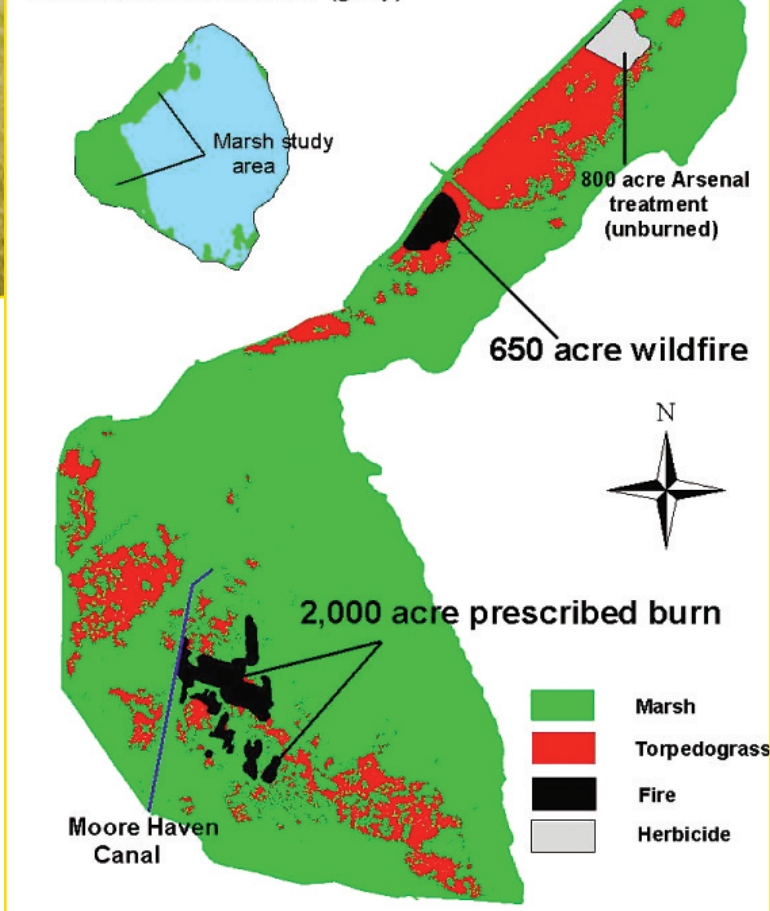 Marsh study
area
800 acre Arsenal
treatment
(unburned)
650 acre wildfire
N
2,000 acre prescribed burn
Marsh
Torpedograss
Fire
Herbicide
Moore Haven
Canal